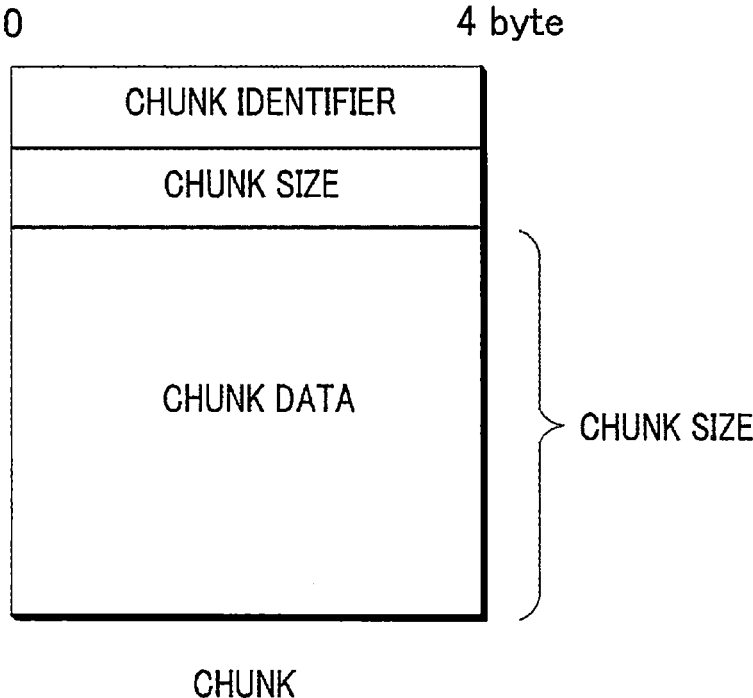 0 4 byte
CHUNK IDENTIFIER
CHUNK SIZE
CHUNK DATA
CHUNK SIZE
CHUNK